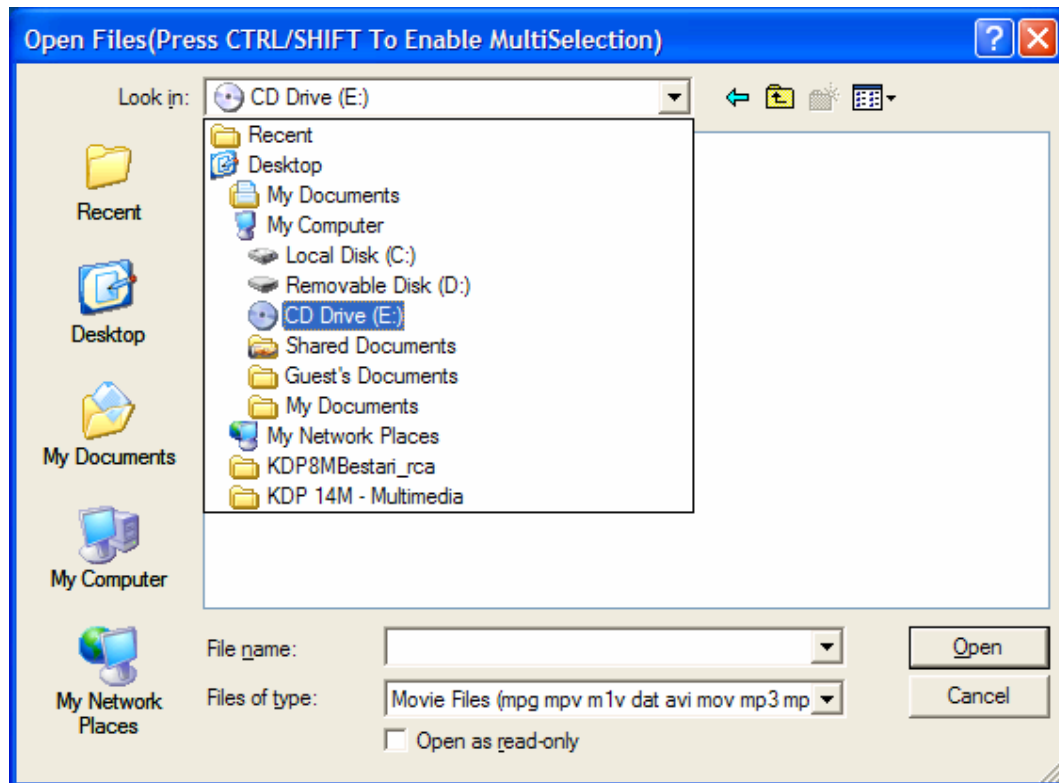 Open Files(Press CTRL/SHIFT To Enable MultiSelection)
Look in:
CD Drive (E:)
Recent
Desktop
My Documents
My Computer
Local Disk (C:)
Removable Disk (D:)
CD Drive (E:)
Shared Documents
Guest's Documents
My Documents
My Network Places
KDP8MBestari_rca
KDP 14M - Multimedia
Recent
Desktop
My Documents
My Computer
My Network
Places
File name:
Open
Files of type:
Movie Files (mpg mpv m1v dat avi mov mp3 mp
Cancel
Open as read-only